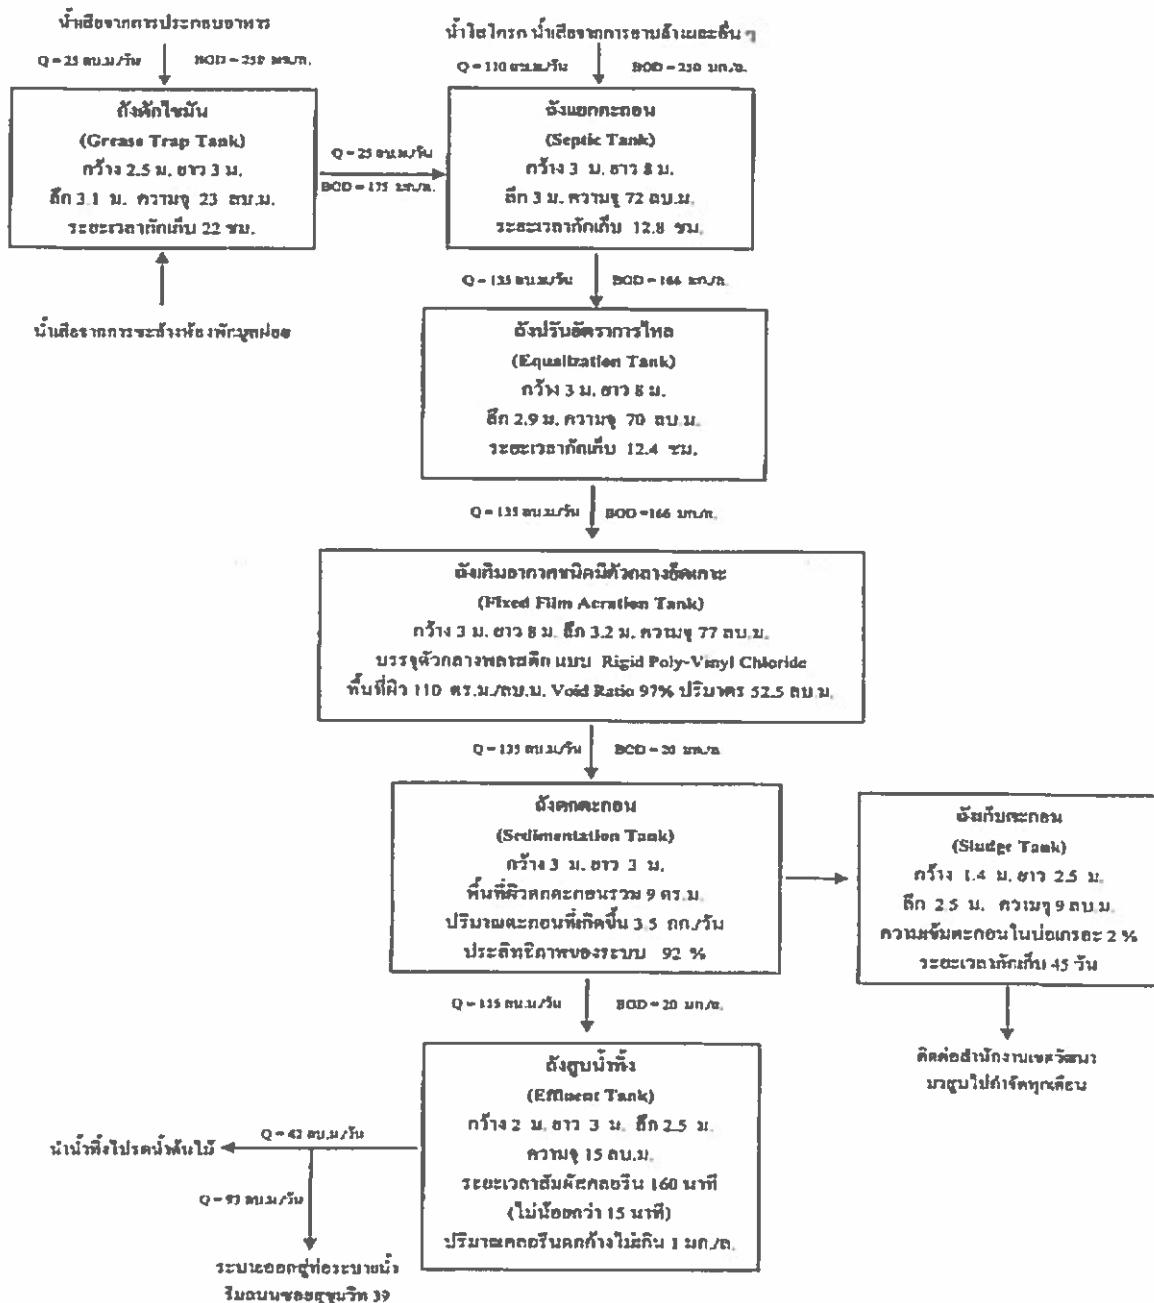 น้ำเสียจากการประกอบอาหาร
Q = 25 ลบ.ม./วัน BOD = 250 มก./ล.
ถังดักไขมัน
(Grease Trap Tank)
กว้าง 2.5 ม. ยาว 3 ม.
ลึก 3.1 ม. ความจุ 23 ลบ.ม.
ระยะเวลากักเก็บ 22 ชม.
น้ำเสียจากการชะล้างห้องพักมูลฝอย
Q = 25 ลบ.ม./วัน
BOD = 175 มก./ล.
น้ำโสโครก น้ำเสียจากการอาบล้างและอื่น ๆ
Q = 110 ลบ.ม./วัน BOD = 250 มก./ล.
ถังแยกตะกอน
(Septic Tank)
กว้าง 3 ม. ยาว 8 ม.
ลึก 3 ม. ความจุ 72 ลบ.ม.
ระยะเวลากักเก็บ 12.8 ชม.
Q = 135 ลบ.ม./วัน BOD = 166 มก./ล.
ถังปรับอัตราการไหล
(Equalization Tank)
กว้าง 3 ม. ยาว 8 ม.
ลึก 2.9 ม. ความจุ 70 ลบ.ม.
ระยะเวลากักเก็บ 12.4 ชม.
Q = 135 ลบ.ม./วัน BOD =166 มก./ล.
ถังเติมอากาศชนิดมีตัวกลางยึดเกาะ
(Fixed Film Aeration Tank)
กว้าง 3 ม. ยาว 8 ม. ลึก 3.2 ม. ความจุ 77 ลบ.ม.
บรรจุตัวกลางพลาสติก แบบ Rigid Poly-Vinyl Chloride
พื้นที่ผิว 110 ตร.ม./ลบ.ม. Void Ratio 97% ปริมาตร 52.5 ลบ.ม.
Q = 135 ลบ.ม./วัน BOD = 20 มก./ล.
ถังตกตะกอน
(Sedimentation Tank)
กว้าง 3 ม. ยาว 3 ม.
พื้นที่ผิวตกตะกอนรวม 9 ตร.ม.
ปริมาณตะกอนที่เกิดขึ้น 3.5 กก./วัน
ประสิทธิภาพของระบบ 92 %
ถังเก็บตะกอน
(Sludge Tank)
กว้าง 1.4 ม. ยาว 2.5 ม.
ลึก 2.5 ม. ความจุ 9 ลบ.ม.
ความเข้มตะกอนในบ่อเกรอะ 2 %
ระยะเวลากักเก็บ 45 วัน
ติดต่อสำนักงานเขตวัฒนา
มาสูบไปกำจัดทุกเดือน
Q = 135 ลบ.ม./วัน BOD = 20 มก./ล.
ถังสูบน้ำทิ้ง
(Effluent Tank)
กว้าง 2 ม. ยาว 3 ม. ลึก 2.5 ม.
ความจุ 15 ลบ.ม.
ระยะเวลาสัมผัสคลอรีน 160 นาที
(ไม่น้อยกว่า 15 นาที)
ปริมาณคลอรีนตกค้างไม่เกิน 1 มก./ล.
Q = 42 ลบ.ม./วัน
นำน้ำทิ้งไปรดน้ำต้นไม้
Q = 93 ลบ.ม./วัน
ระบายออกสู่ท่อระบายน้ำ
ริมถนนซอยสุขุมวิท 39